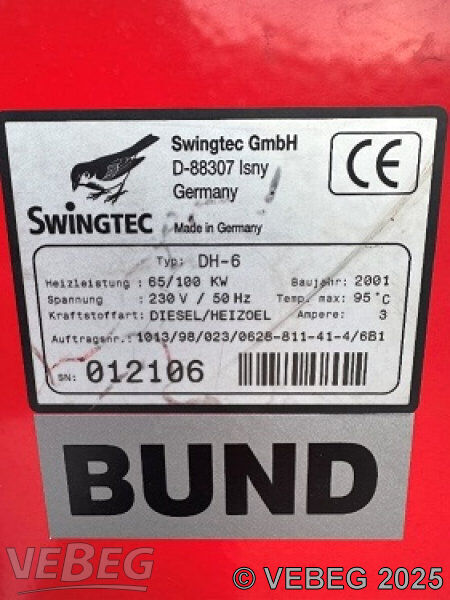 Swingtec GmbH
D-88307 Isny
Germany
CE
SWINGTEC
Made in Germany
Typ: DH-6
Heizleistung: 65/100 KW Baujahr: 2001
Spannung : 230 V / 50 Hz Temp. max: 95°C
Kraftstoffart: DIESEL/HEIZOEL Ampere: 3
Auftragsnr.: 1013/98/023/0628-811-41-4/6B1
SN: 012106
BUND
VEBEG
© VEBEG 2025